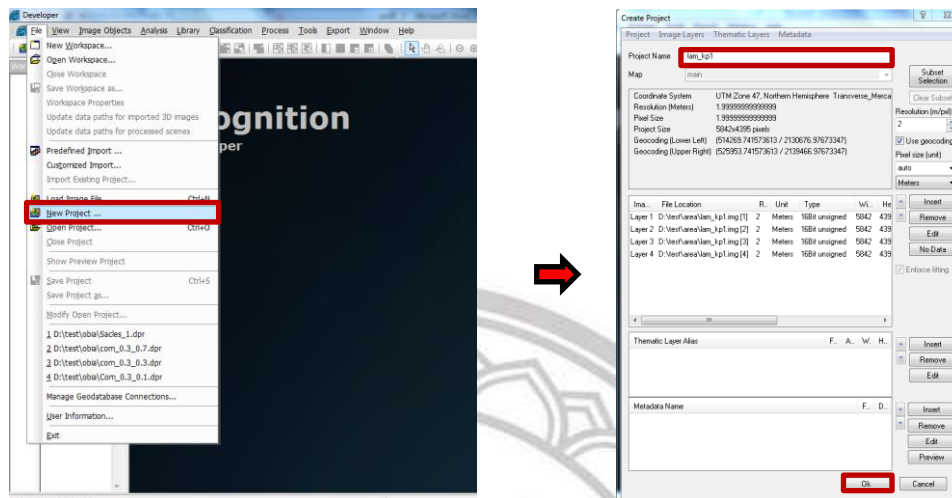 Developer
File View Image Objects Analysis Library Classification Process Tools Export Window Help
New Workspace...
Open Workspace...
Close Workspace
Save Workspace as...
Workspace Properties
Update data paths for imported 3D images
Update data paths for processed scenes
Predefined Import ...
Customized Import...
Import Existing Project...
Load Image File Ctrl+N
New Project ...
Open Project... Ctrl+O
Close Project
Show Preview Project
Save Project Ctrl+S
Save Project as...
Modify Open Project...
1 D:\test\obia\Sacles_1.dpr
2 D:\test\obia\com_0.3_0.7.dpr
3 D:\test\obia\com_0.3_0.3.dpr
4 D:\test\obia\Com_0.3_0.1.dpr
Manage Geodatabase Connections...
User Information...
Exit
ognition
per
Create Project
Project Image Layers Thematic Layers Metadata
Project Name lam_kp1
Map main
Subset Selection
Clear Subset
Coordinate System UTM Zone 47, Northern Hemisphere Transverse_Merca
Resolution (Meters) 1.99999999999999
Pixel Size 1.99999999999999
Project Size 5842x4395 pixels
Geocoding (Lower Left) (514269.741573613 / 2130676.97673347)
Geocoding (Upper Right) (525953.741573613 / 2139466.97673347)
Resolution (m/pxl)
2
Use geocoding
Pixel size (unit)
auto
Meters
Ima... File Location R.. Unit Type Wi... He
Layer 1 D:\test\area\lam_kp1.img [1] 2 Meters 16Bit unsigned 5842 439
Layer 2 D:\test\area\lam_kp1.img [2] 2 Meters 16Bit unsigned 5842 439
Layer 3 D:\test\area\lam_kp1.img [3] 2 Meters 16Bit unsigned 5842 439
Layer 4 D:\test\area\lam_kp1.img [4] 2 Meters 16Bit unsigned 5842 439
Insert
Remove
Edit
No Data
Enforce fitting
Thematic Layer Alias F.. A.. W.. H..
Insert
Remove
Edit
Metadata Name F.. D..
Insert
Remove
Edit
Preview
Ok Cancel